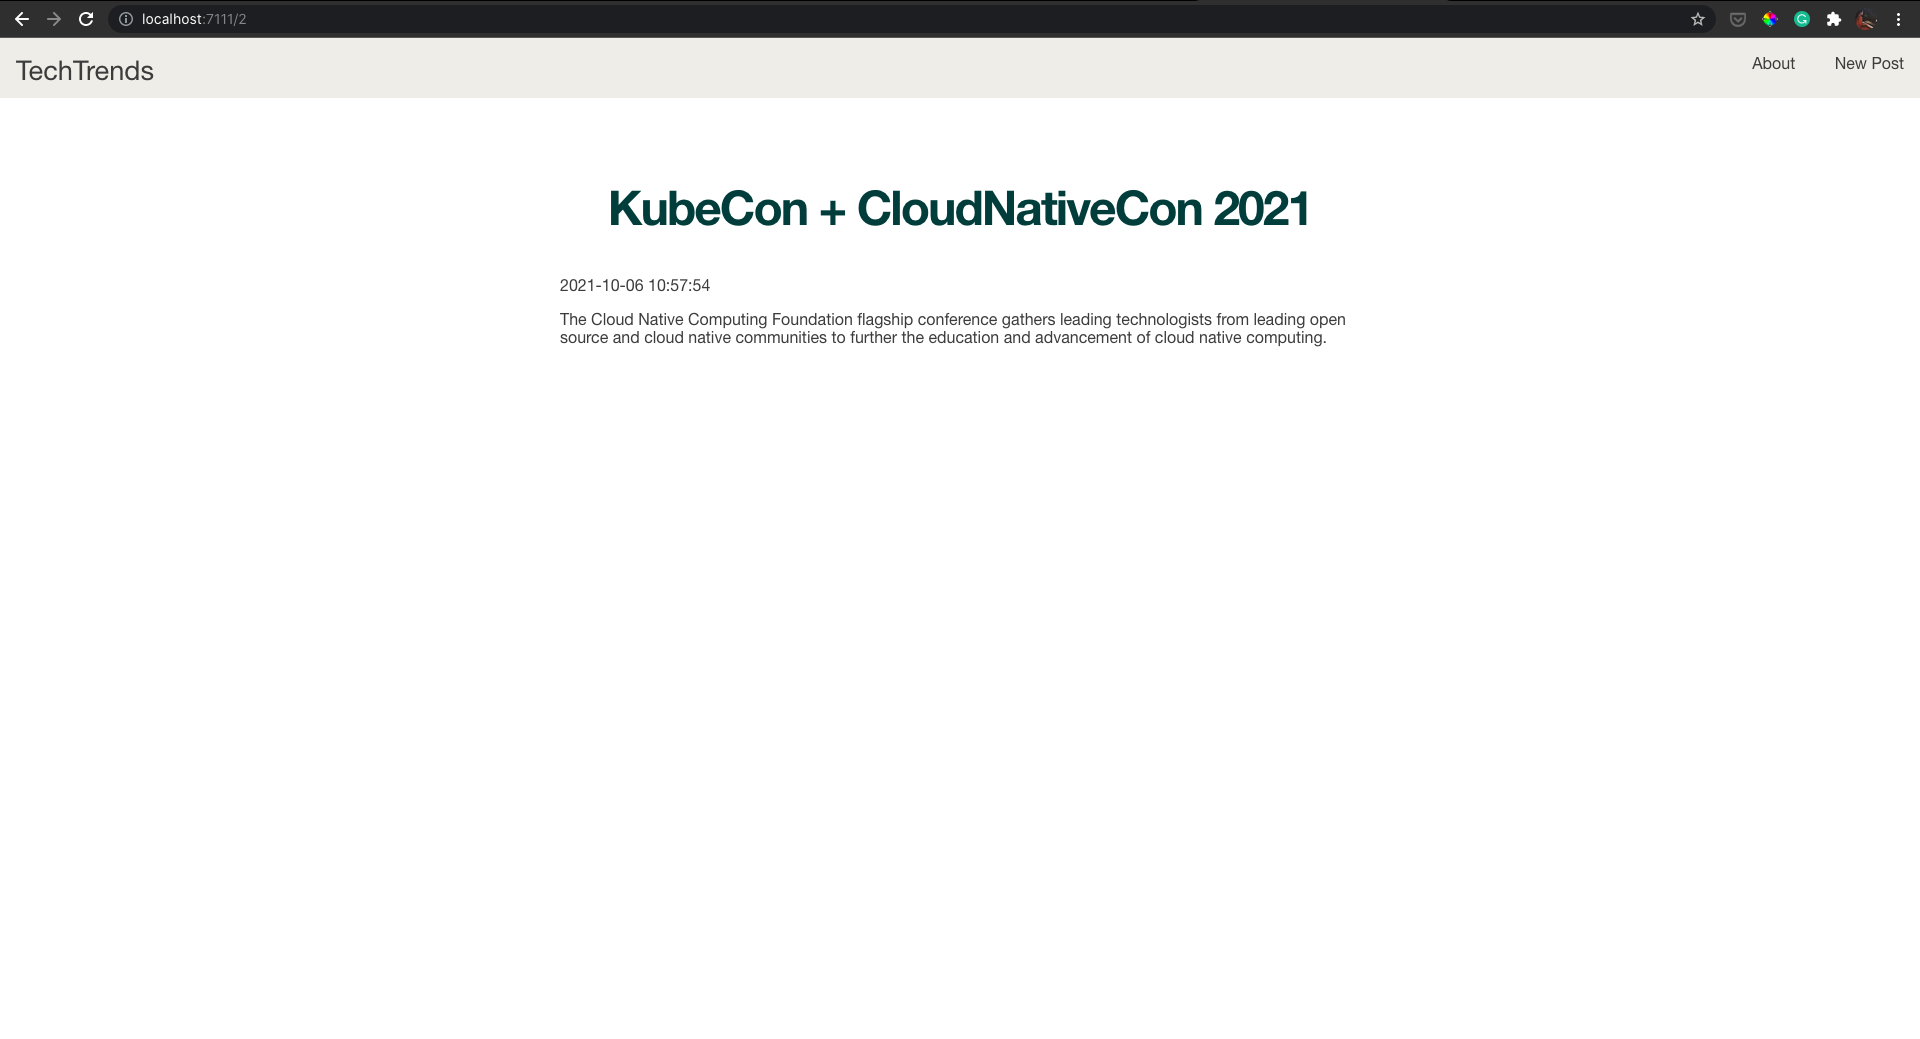 localhost:7111/2
TechTrends
About
New Post
KubeCon + CloudNativeCon 2021
2021-10-06 10:57:54
The Cloud Native Computing Foundation flagship conference gathers leading technologists from leading open
source and cloud native communities to further the education and advancement of cloud native computing.